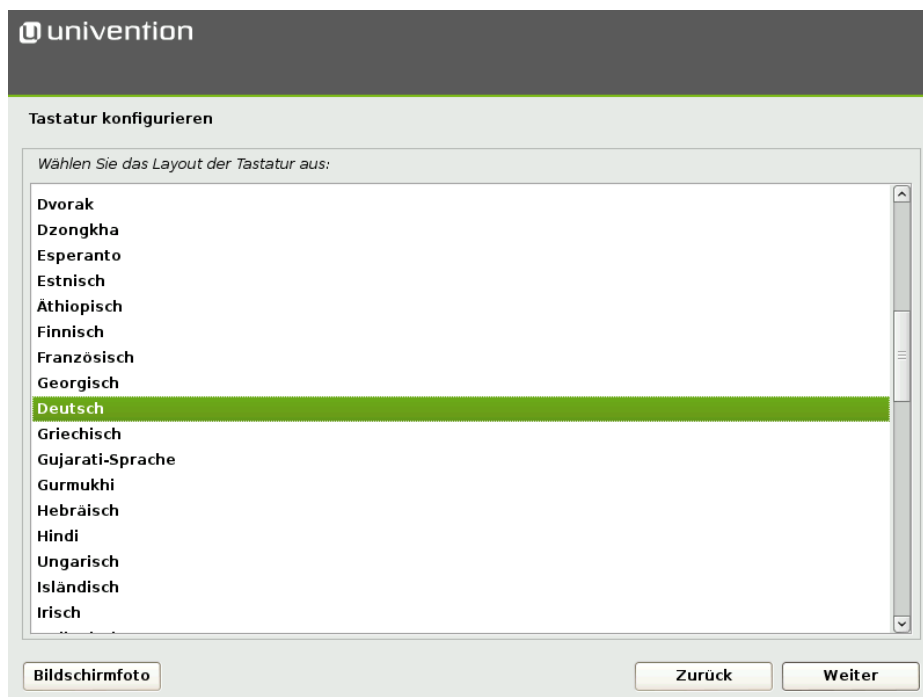 univention
Tastatur konfigurieren
Wählen Sie das Layout der Tastatur aus:
Dvorak
Dzongkha
Esperanto
Estnisch
Äthiopisch
Finnisch
Französisch
Georgisch
Deutsch
Griechisch
Gujarati-Sprache
Gurmukhi
Hebräisch
Hindi
Ungarisch
Isländisch
Irisch
Bildschirmfoto
Zurück
Weiter